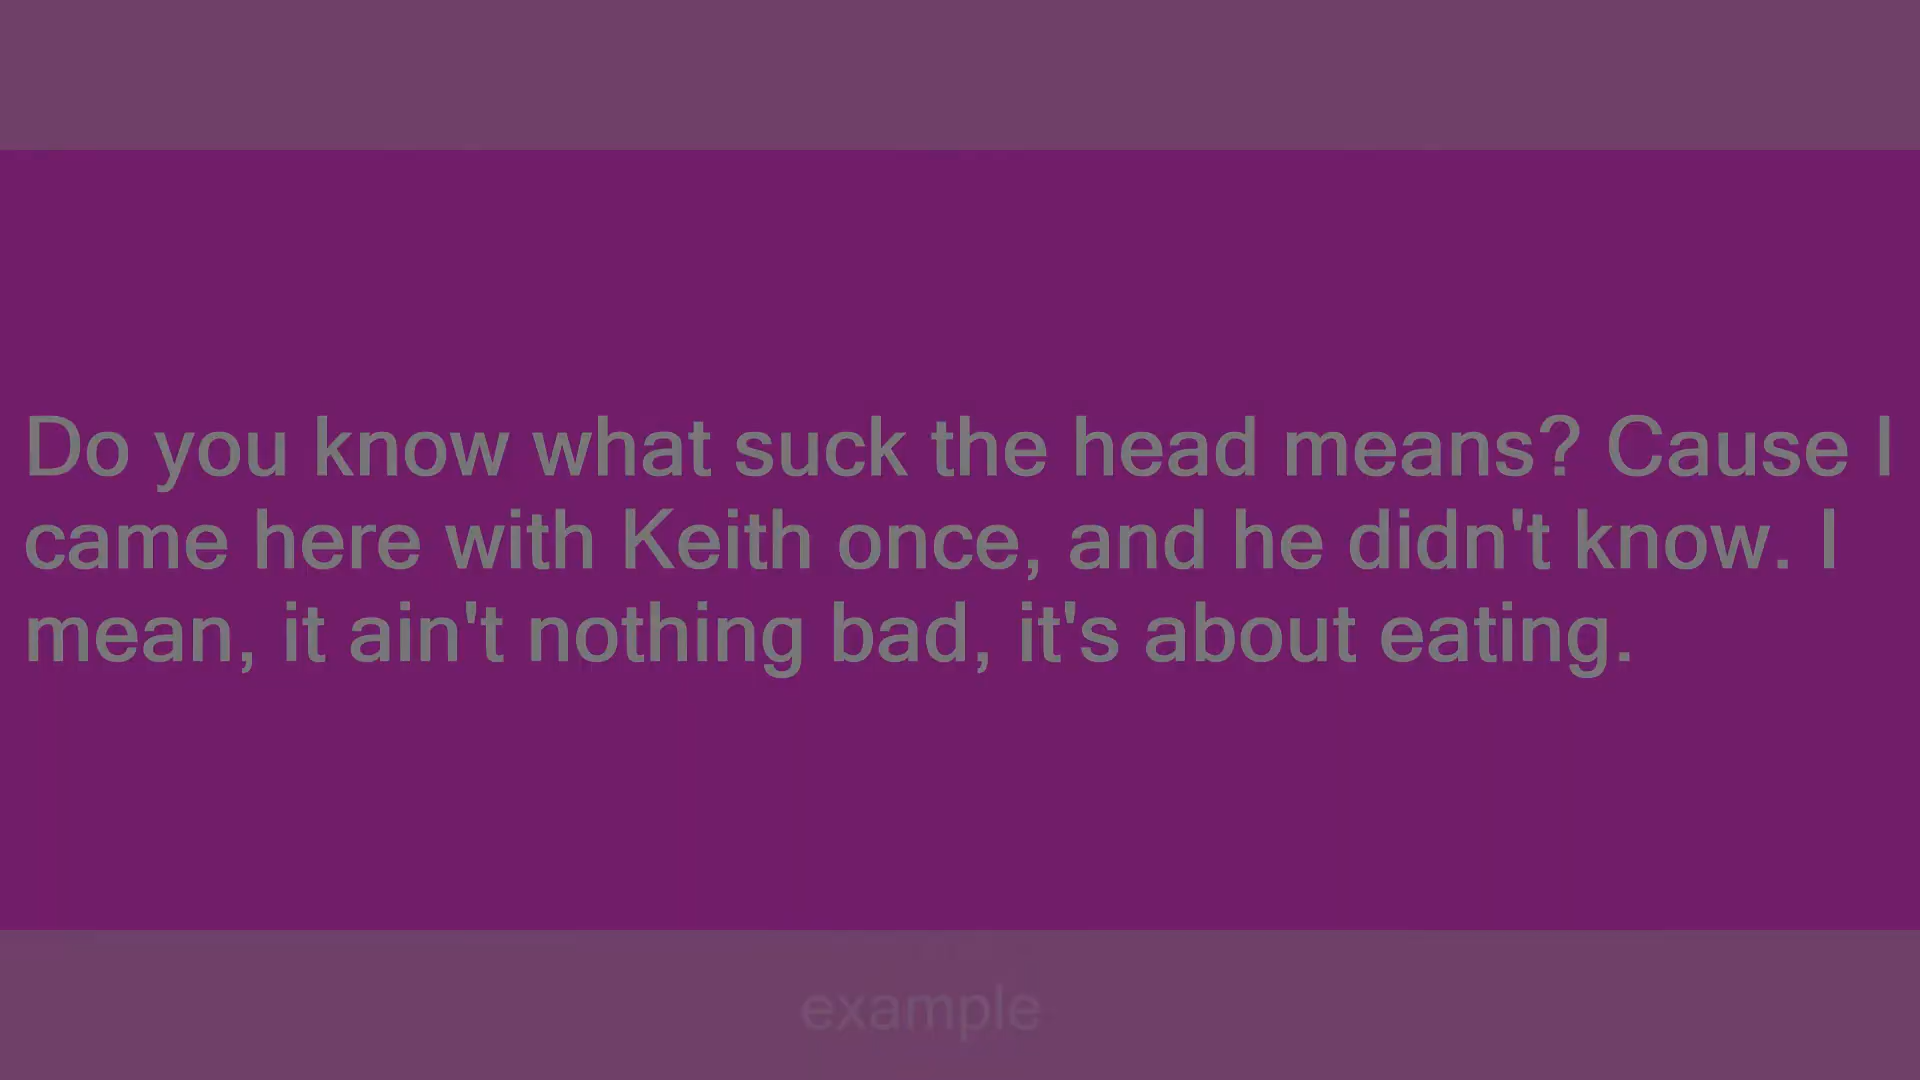 Do you know what suck the head means? Cause I
came here with Keith once, and he didn't know. I
mean, it ain't nothing bad, it's about eating.
example